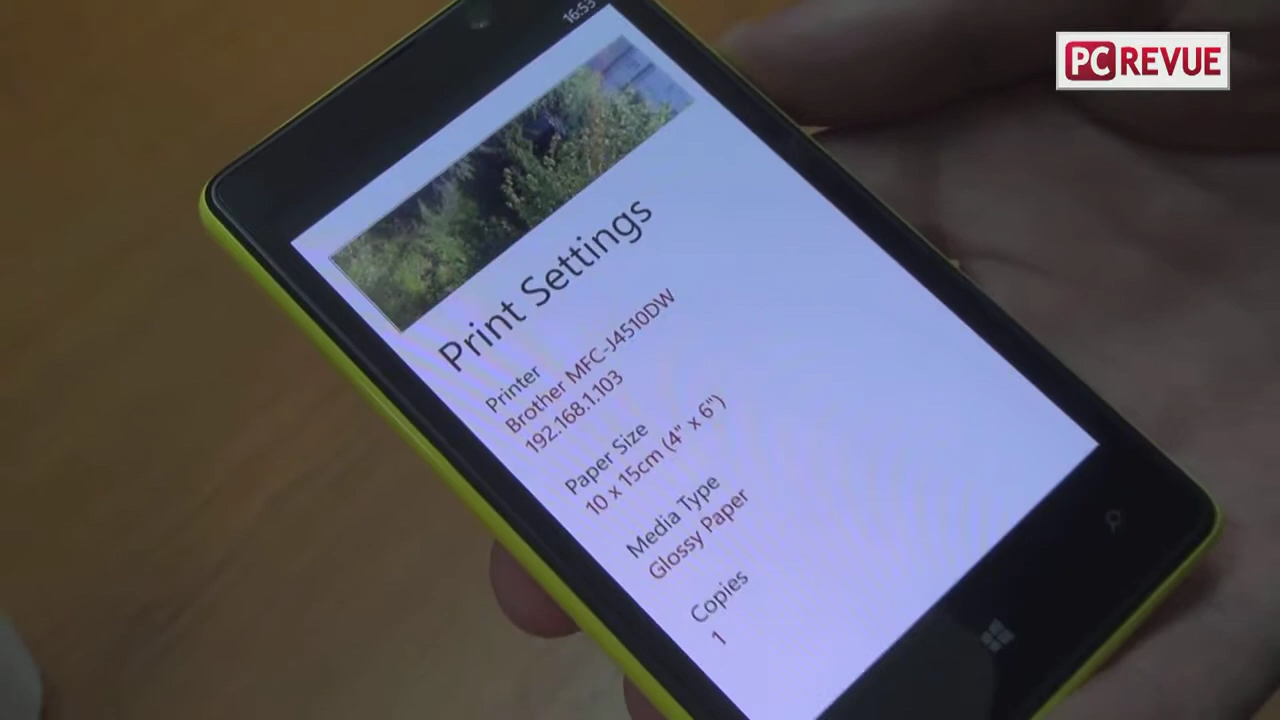 16:53
PC REVUE
Print Settings
Printer
Brother MFC-J4510DW
192.168.1.103
Paper Size
10 x 15cm (4" x 6")
Media Type
Glossy Paper
Copies
1